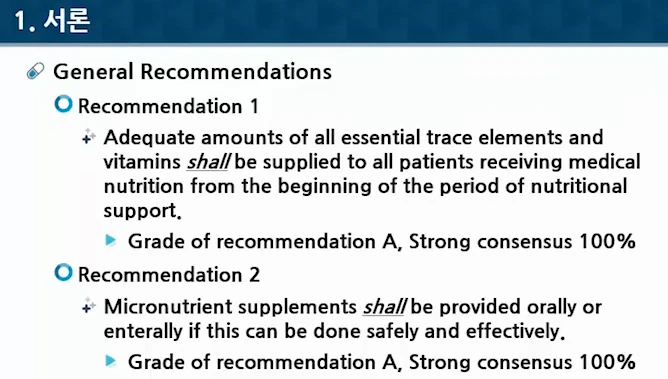 1. 서론
General Recommendations
Recommendation 1
Adequate amounts of all essential trace elements and
vitamins shall be supplied to all patients receiving medical
nutrition from the beginning of the period of nutritional
support.
Grade of recommendation A, Strong consensus 100%
Recommendation 2
Micronutrient supplements shall be provided orally or
enterally if this can be done safely and effectively.
Grade of recommendation A, Strong consensus 100%